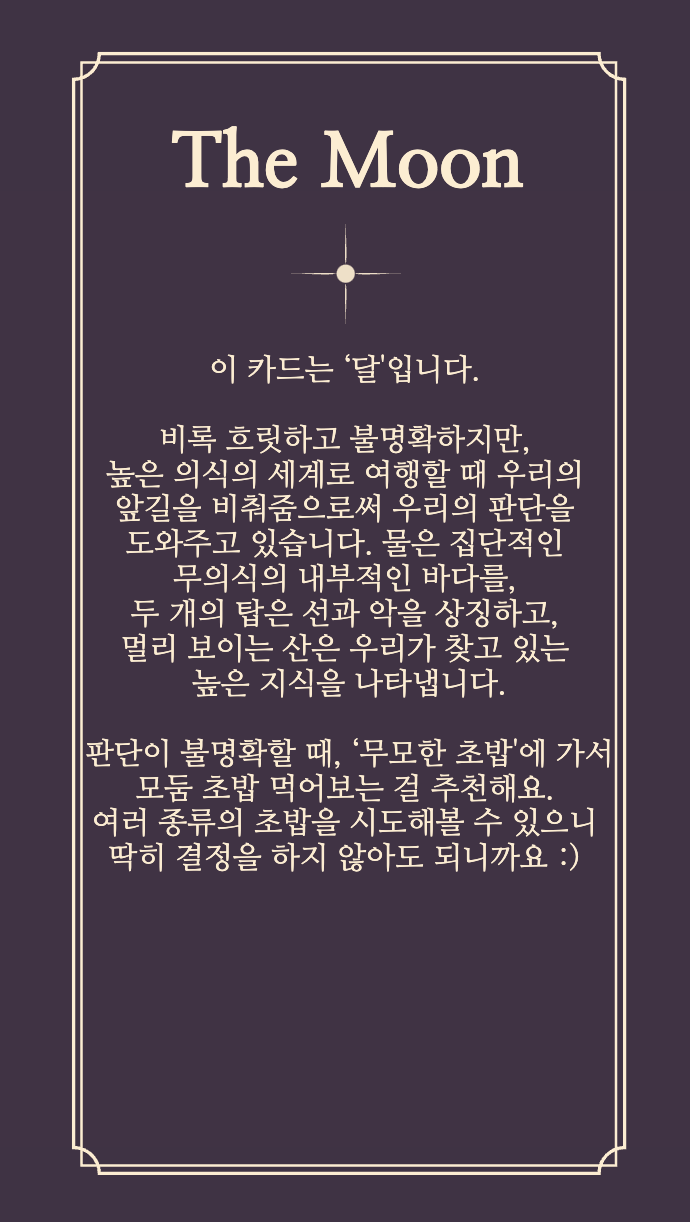 The Moon
이 카드는 ‘달'입니다.
비록 흐릿하고 불명확하지만,
높은 의식의 세계로 여행할 때 우리의
앞길을 비춰줌으로써 우리의 판단을
도와주고 있습니다. 물은 집단적인
무의식의 내부적인 바다를,
두 개의 탑은 선과 악을 상징하고,
멀리 보이는 산은 우리가 찾고 있는
높은 지식을 나타냅니다.
판단이 불명확할 때, ‘무모한 초밥'에 가서
모둠 초밥 먹어보는 걸 추천해요.
여러 종류의 초밥을 시도해볼 수 있으니
딱히 결정을 하지 않아도 되니까요 :)